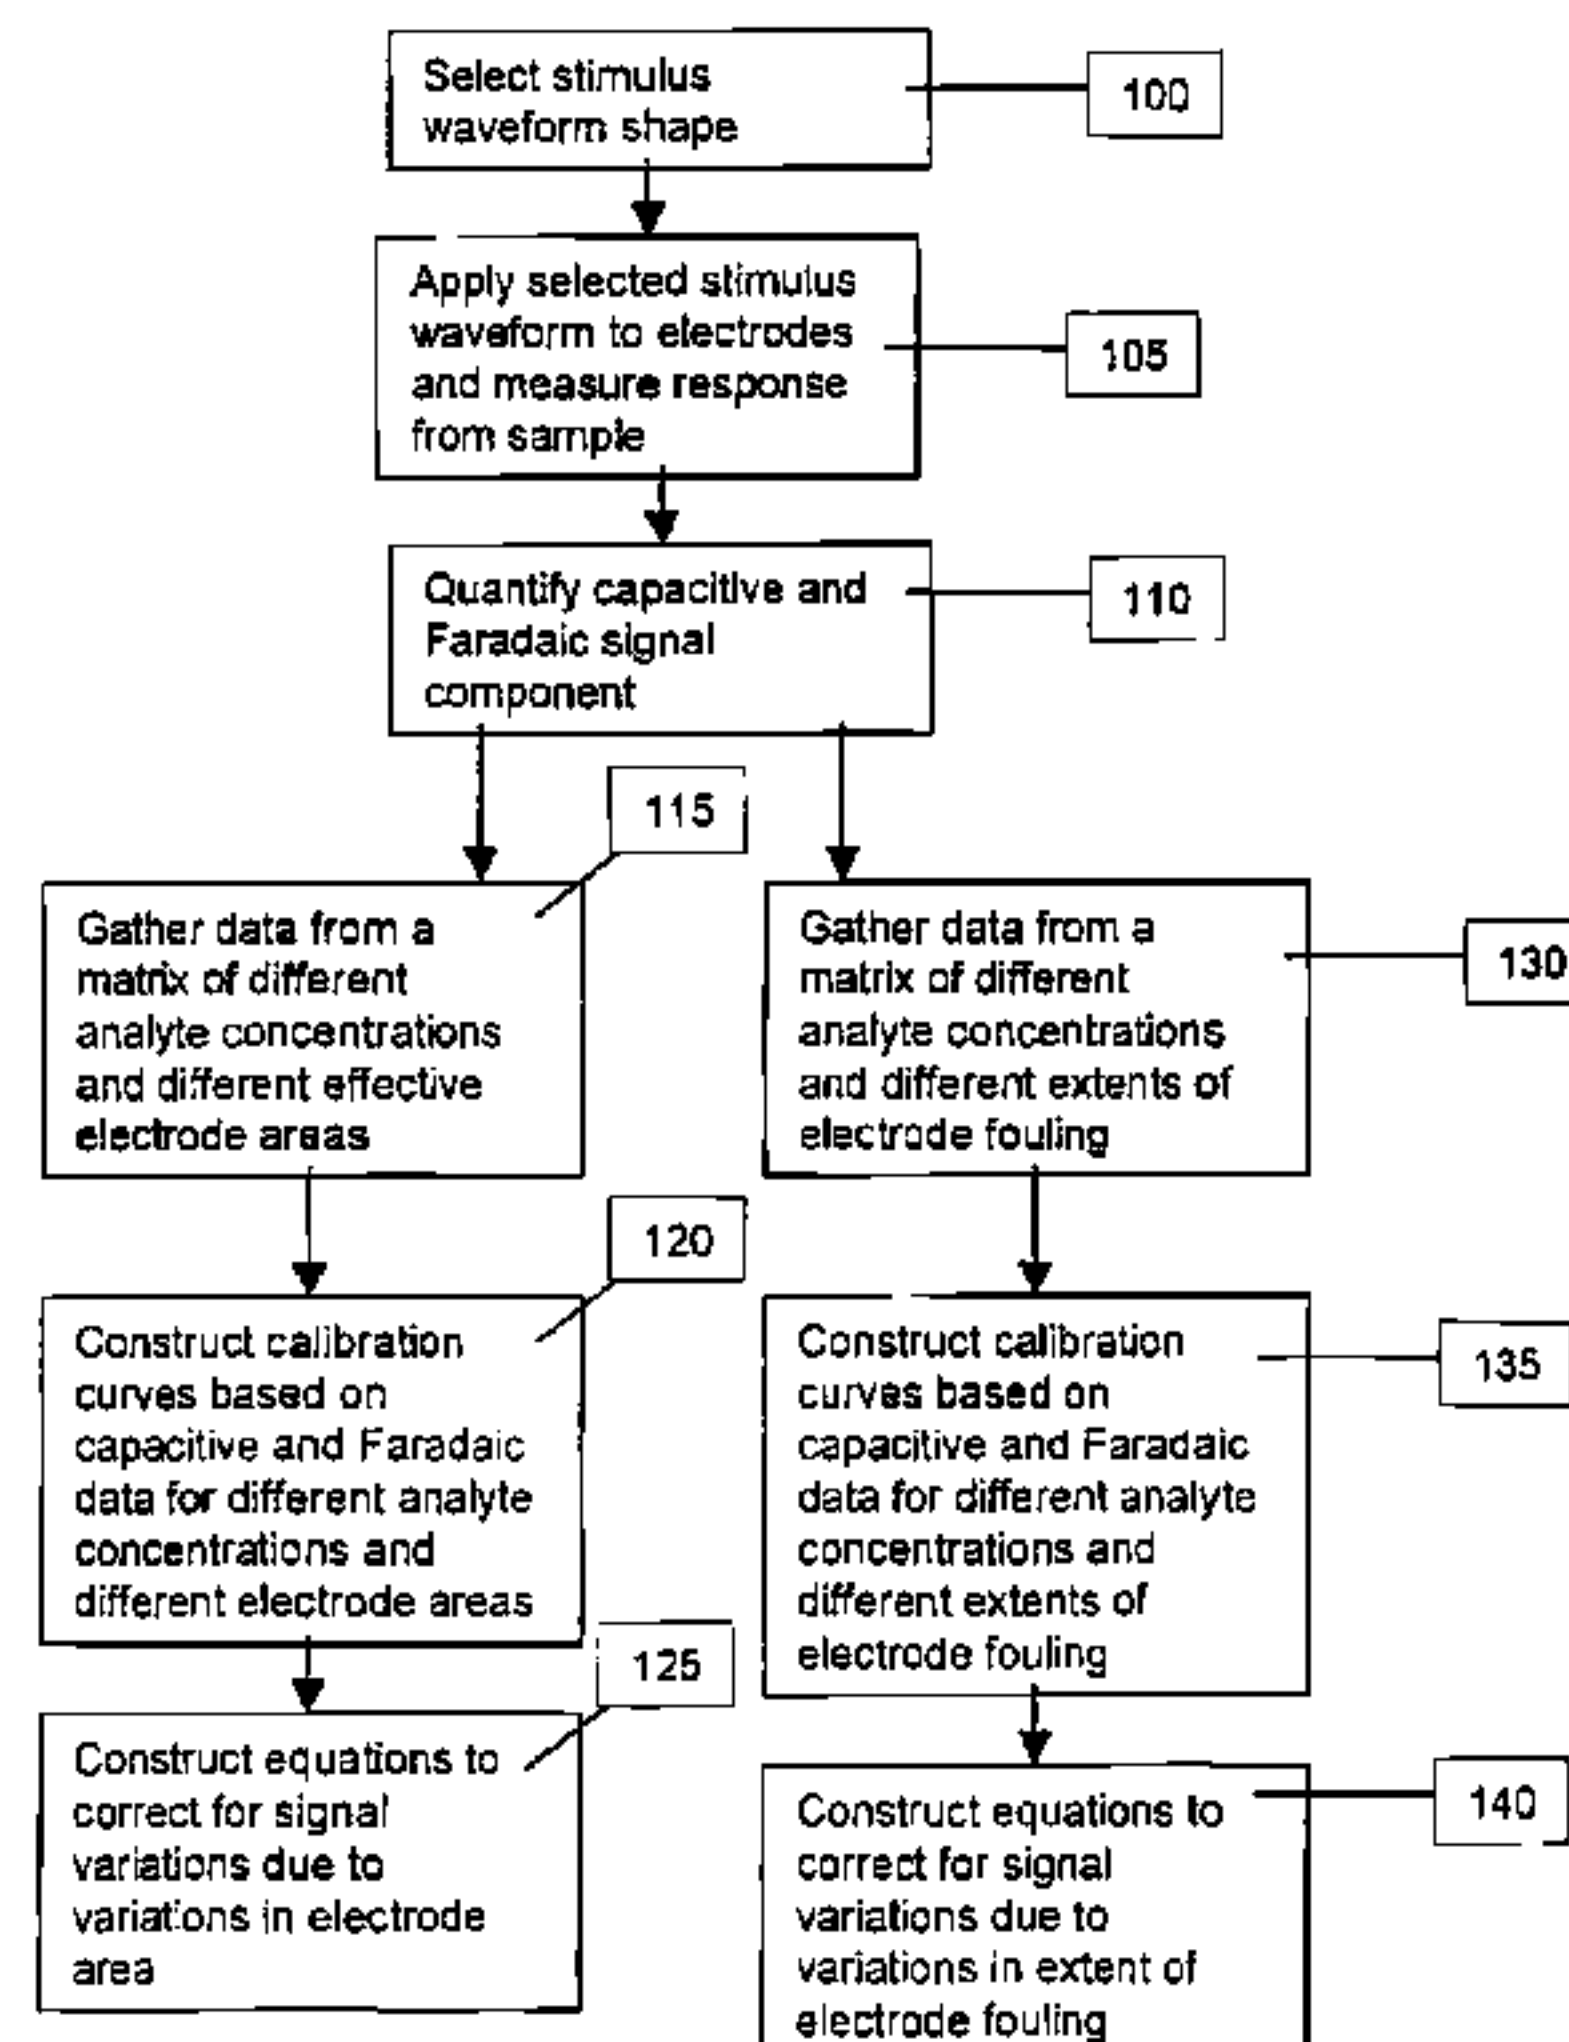 Select stimulus
waveform shape
100
Apply selected stimulus
waveform to electrodes
and measure response
from sample
105
Quantify capacitive and
Faradaic signal
component
110
115
Gather data from a
matrix of different
analyte concentrations
and different effective
electrode areas
Gather data from a
matrix of different
analyte concentrations
and different extents of
electrode fouling
130
120
Construct calibration
curves based on
capacitive and Faradaic
data for different analyte
concentrations and
different electrode areas
Construct calibration
curves based on
capacitive and Faradaic
data for different analyte
concentrations and
different extents of
electrode fouling
135
125
Construct equations to
correct for signal
variations due to
variations in electrode
area
Construct equations to
correct for signal
variations due to
variations in extent of
electrode fouling
140